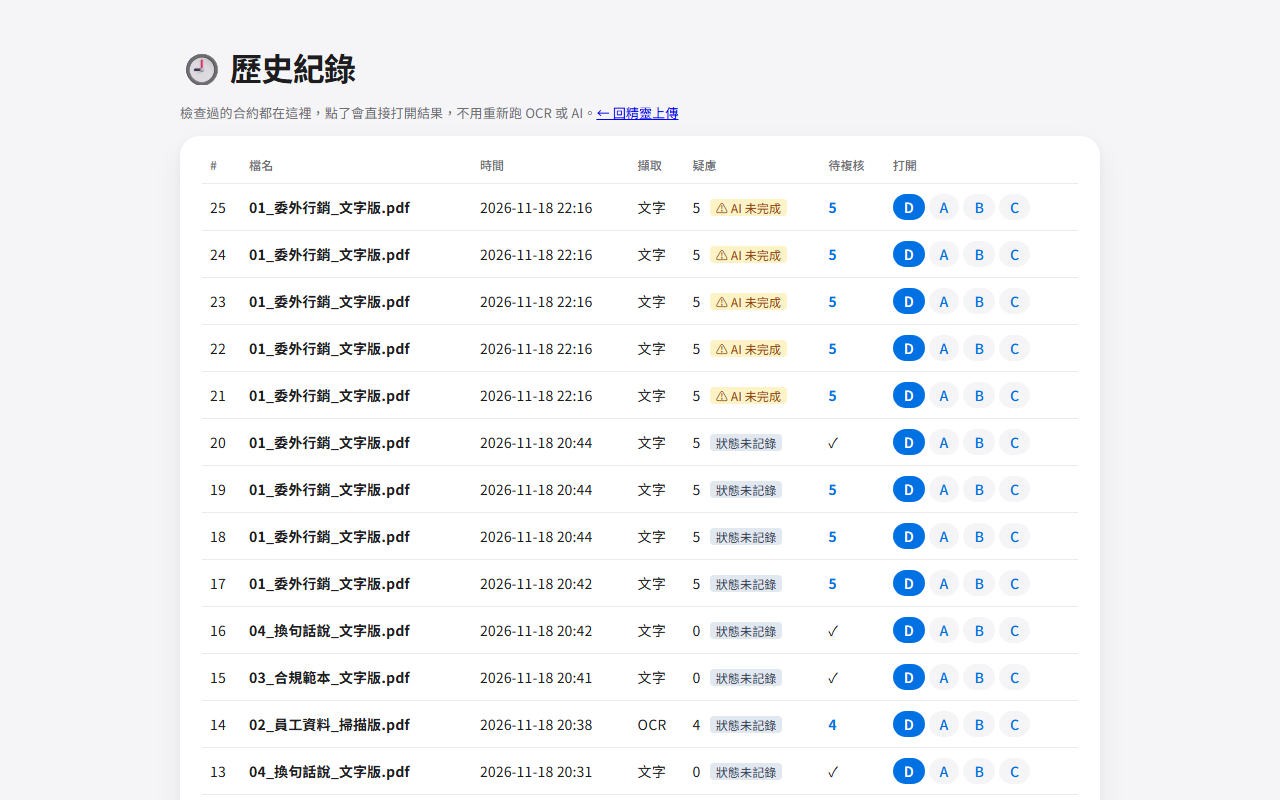 歷史紀錄
檢查過的合約都在這裡，點了會直接打開結果，不用重新跑 OCR 或 AI。← 回精靈上傳
# 檔名 時間 擷取 疑慮 待複核 打開
25 01_委外行銷_文字版.pdf 2026-11-18 22:16 文字 5 ⚠ AI 未完成 5 D A B C
24 01_委外行銷_文字版.pdf 2026-11-18 22:16 文字 5 ⚠ AI 未完成 5 D A B C
23 01_委外行銷_文字版.pdf 2026-11-18 22:16 文字 5 ⚠ AI 未完成 5 D A B C
22 01_委外行銷_文字版.pdf 2026-11-18 22:16 文字 5 ⚠ AI 未完成 5 D A B C
21 01_委外行銷_文字版.pdf 2026-11-18 22:16 文字 5 ⚠ AI 未完成 5 D A B C
20 01_委外行銷_文字版.pdf 2026-11-18 20:44 文字 5 狀態未記錄 ✓ D A B C
19 01_委外行銷_文字版.pdf 2026-11-18 20:44 文字 5 狀態未記錄 5 D A B C
18 01_委外行銷_文字版.pdf 2026-11-18 20:44 文字 5 狀態未記錄 5 D A B C
17 01_委外行銷_文字版.pdf 2026-11-18 20:42 文字 5 狀態未記錄 5 D A B C
16 04_換句話說_文字版.pdf 2026-11-18 20:42 文字 0 狀態未記錄 ✓ D A B C
15 03_合規範本_文字版.pdf 2026-11-18 20:41 文字 0 狀態未記錄 ✓ D A B C
14 02_員工資料_掃描版.pdf 2026-11-18 20:38 OCR 4 狀態未記錄 4 D A B C
13 04_換句話說_文字版.pdf 2026-11-18 20:31 文字 0 狀態未記錄 ✓ D A B C